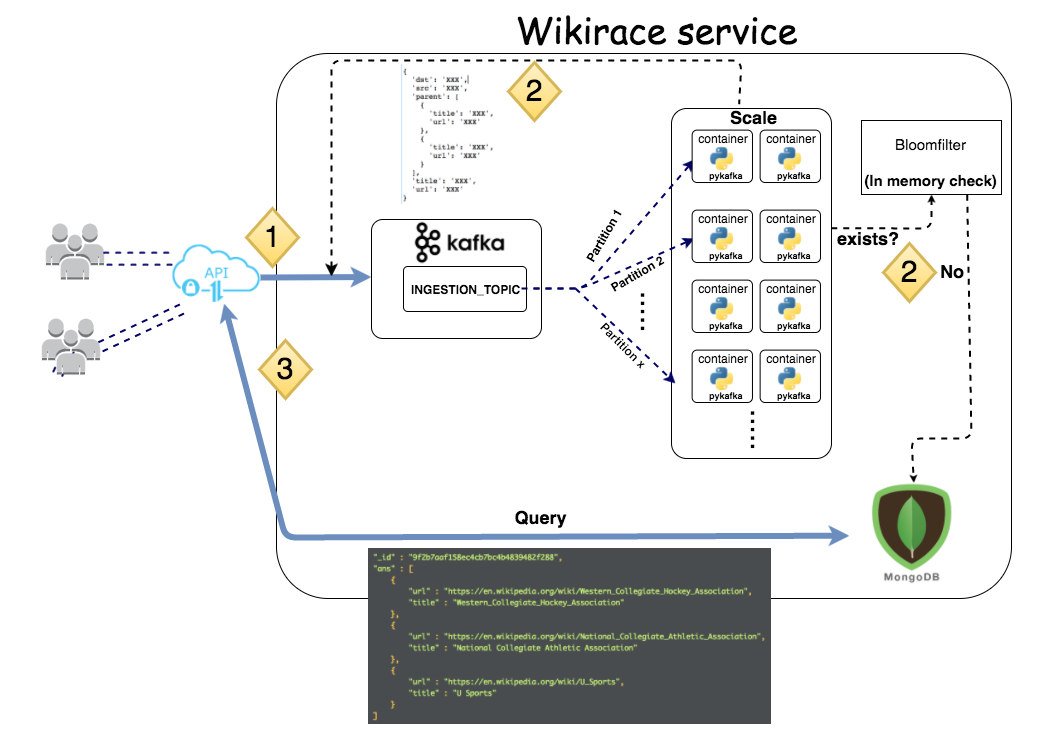 Wikirace service
{
'dst': 'XXX',
'src': 'XXX',
'parent': [
{
'title': 'XXX',
'url': 'XXX'
},
{
'title': 'XXX',
'url': 'XXX'
}
],
'title': 'XXX',
'url': 'XXX'
}
2
Scale
container container
pykafka pykafka
container container
pykafka pykafka
container container
pykafka pykafka
container container
pykafka pykafka
Bloomfilter
(In memory check)
exists?
2
No
1
API
kafka
INGESTION_TOPIC
Partition 1
Partition 2
Partition x
3
Query
MongoDB
"_id" : "9f2b7aaf158ec4cb7bc4b4839482f288",
"ans" : [
{
"url" : "https://en.wikipedia.org/wiki/Western_Collegiate_Hockey_Association",
"title" : "Western_Collegiate_Hockey_Association"
},
{
"url" : "https://en.wikipedia.org/wiki/National_Collegiate_Athletic_Association",
"title" : "National Collegiate Athletic Association"
},
{
"url" : "https://en.wikipedia.org/wiki/U_Sports",
"title" : "U Sports"
}
]